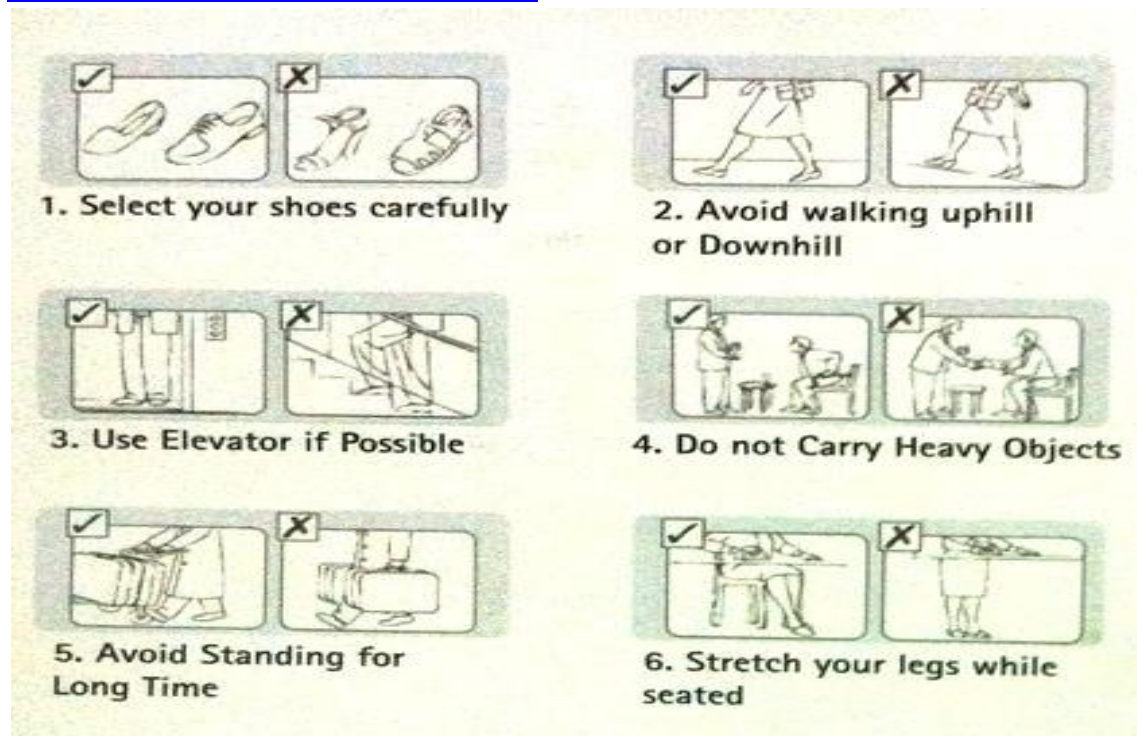 1. Select your shoes carefully
2. Avoid walking uphill
or Downhill
3. Use Elevator if Possible
4. Do not Carry Heavy Objects
5. Avoid Standing for
Long Time
6. Stretch your legs while
seated